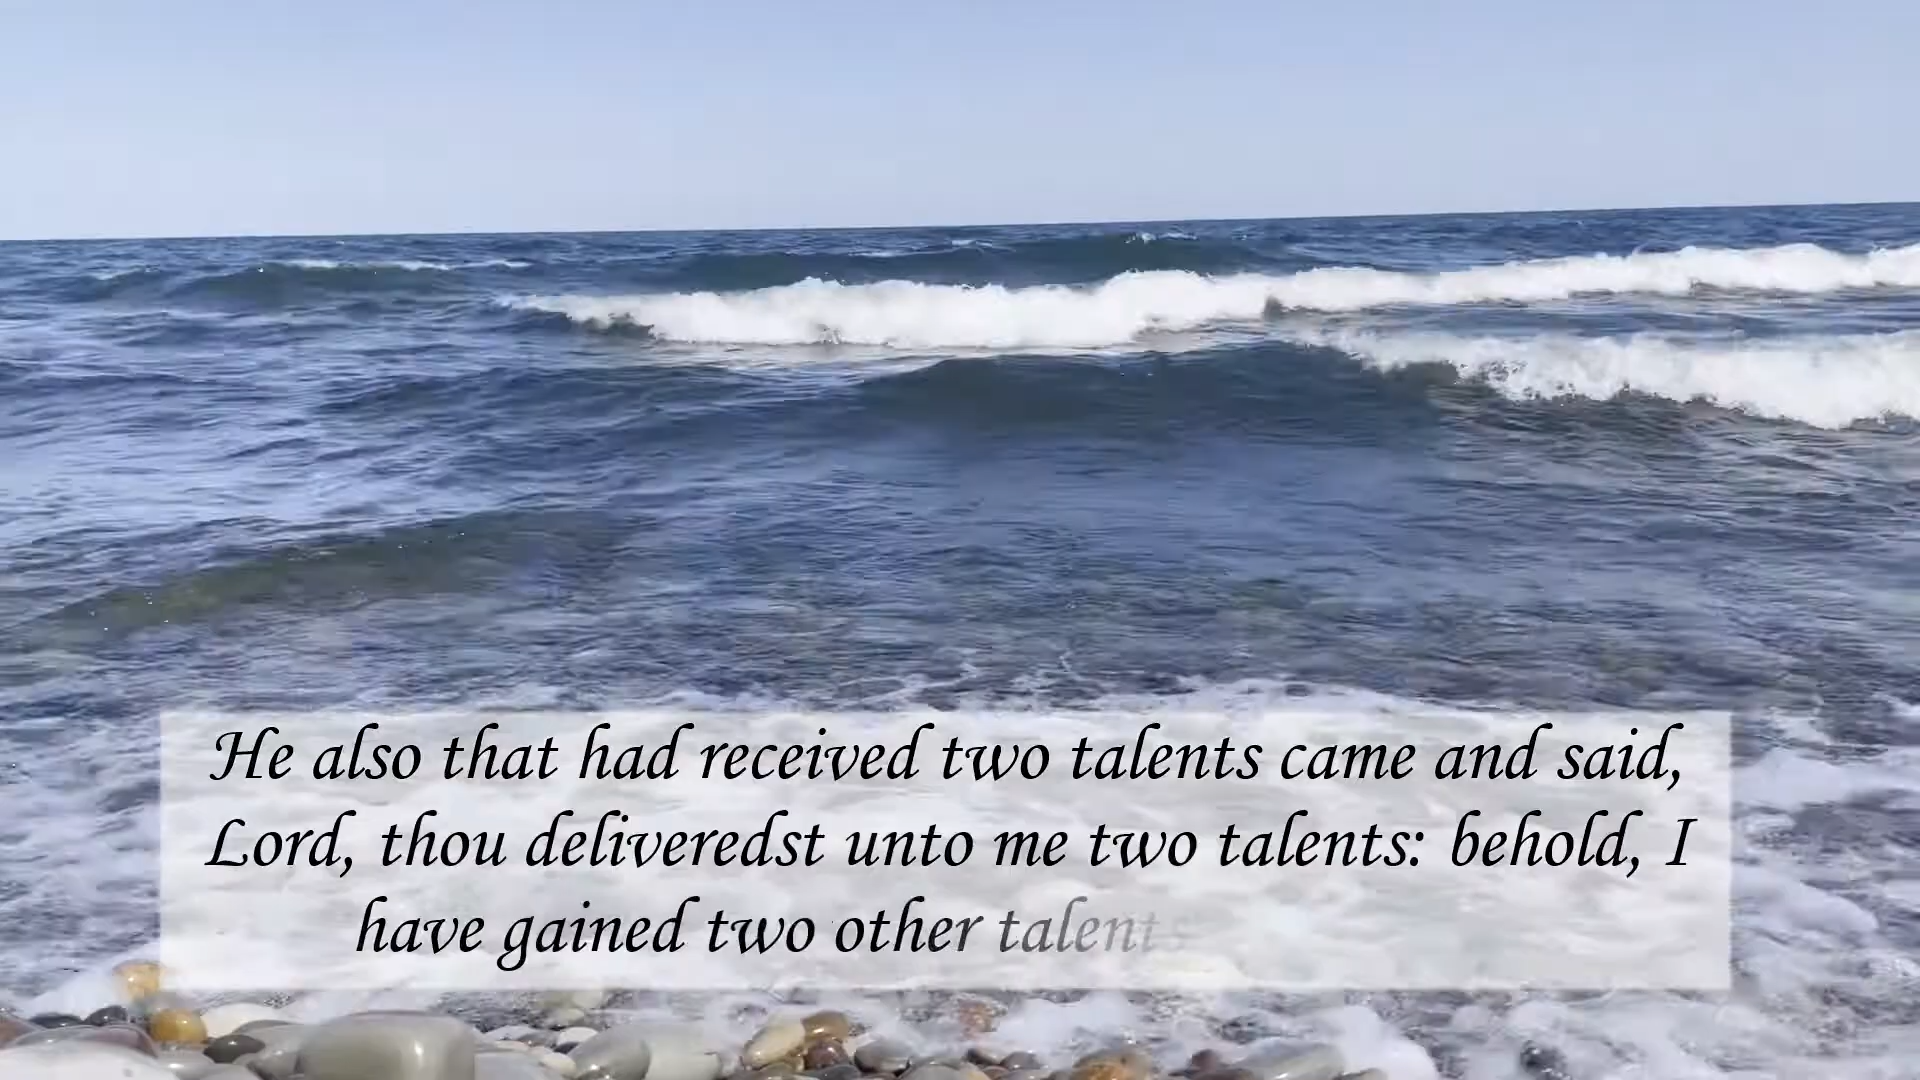 He also that had received two talents came and said,
Lord, thou deliveredst unto me two talents: behold, I
have gained two other talents